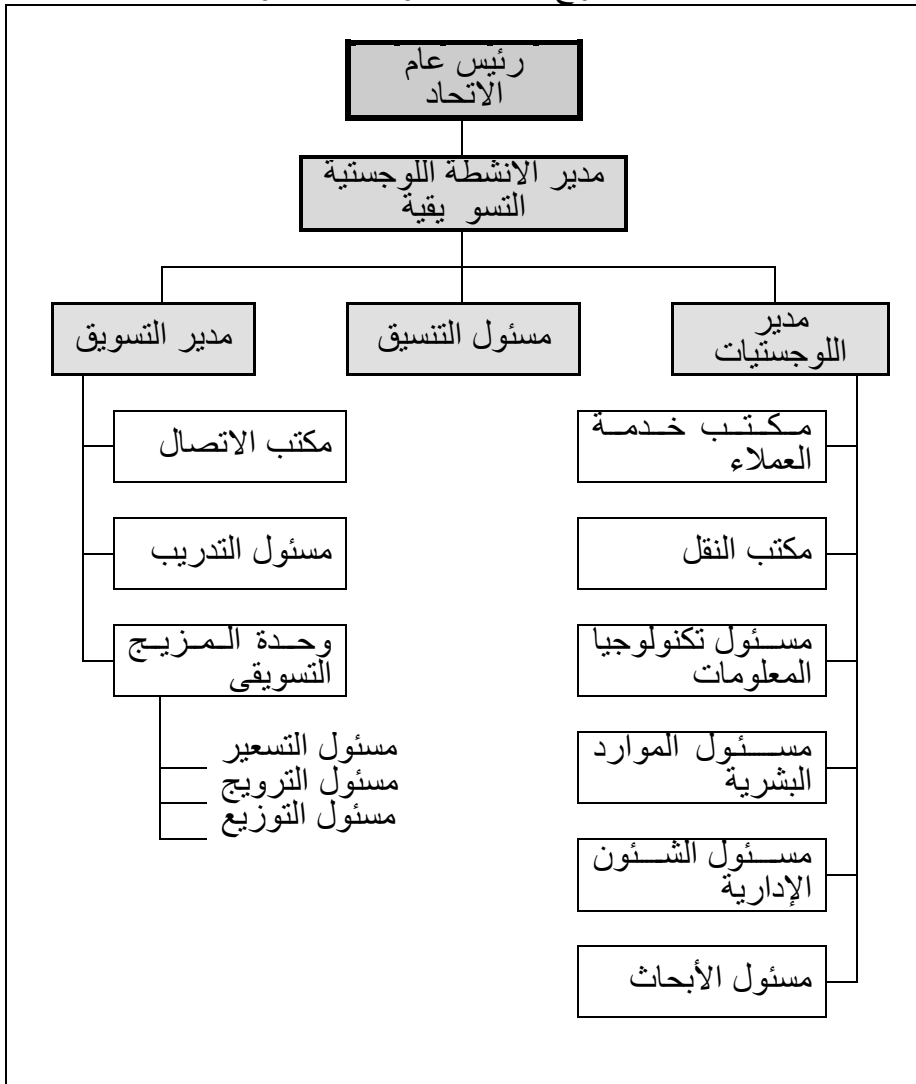 رئيس عام
الاتحاد
مدير الانشطة اللوجستية
التسو يقية
مدير
اللوجستيات
مسئول التنسيق
مدير التسويق
مكتب خدمة
العملاء
مكتب النقل
مسئول تكنولوجيا
المعلومات
مسئول الموارد
البشرية
مسئول الشئون
الإدارية
مسئول الأبحاث
مكتب الاتصال
مسئول التدريب
وحدة المزيج
التسويقى
مسئول التسعير
مسئول الترويج
مسئول التوزيع